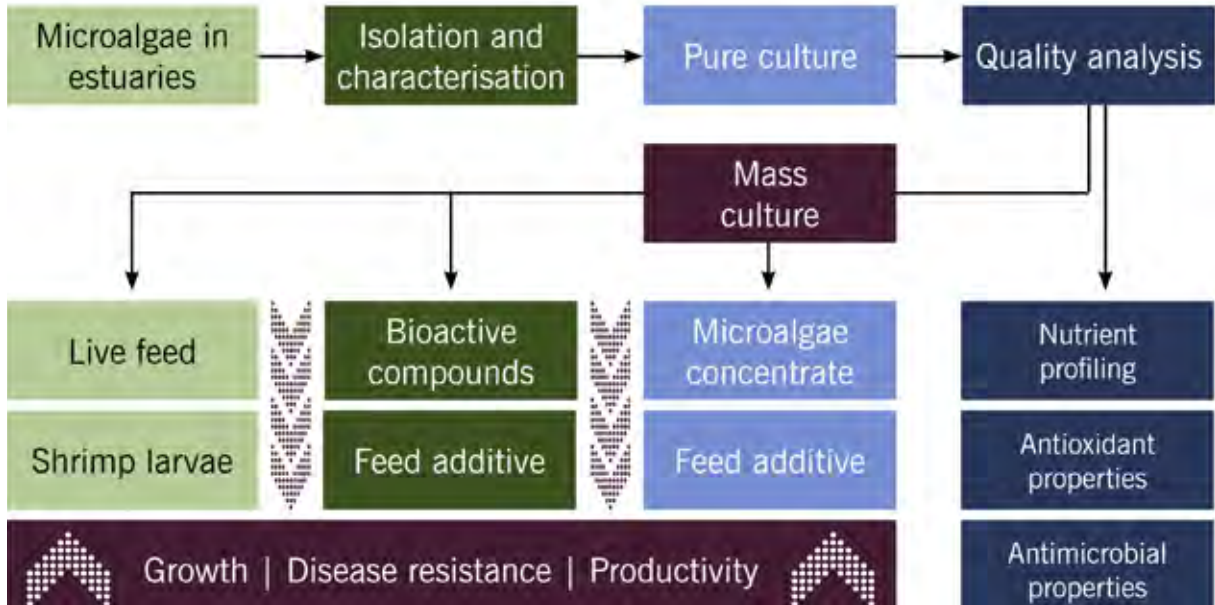 Microalgae in
estuaries
Isolation and
characterisation
Pure culture
Quality analysis
Mass
culture
Live feed
Bioactive
compounds
Microalgae
concentrate
Nutrient
profiling
Shrimp larvae
Feed additive
Feed additive
Antioxidant
properties
Growth | Disease resistance | Productivity
Antimicrobial
properties